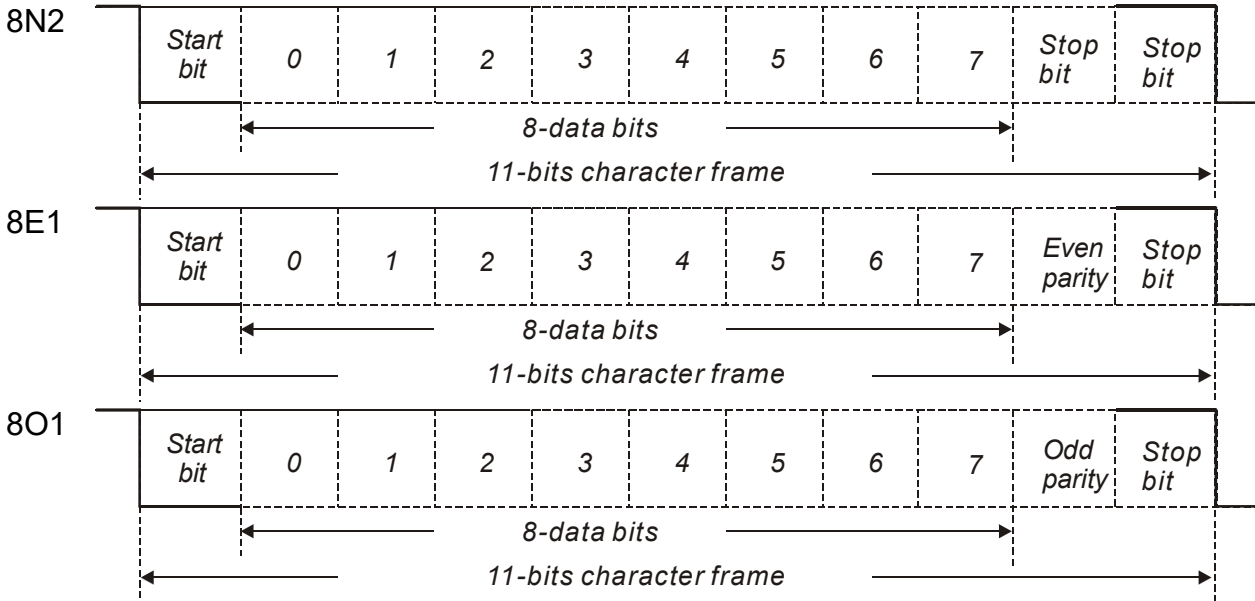 8N2
Start bit 0 1 2 3 4 5 6 7 Stop bit Stop bit
8-data bits
11-bits character frame
8E1
Start bit 0 1 2 3 4 5 6 7 Even parity Stop bit
8-data bits
11-bits character frame
8O1
Start bit 0 1 2 3 4 5 6 7 Odd parity Stop bit
8-data bits
11-bits character frame